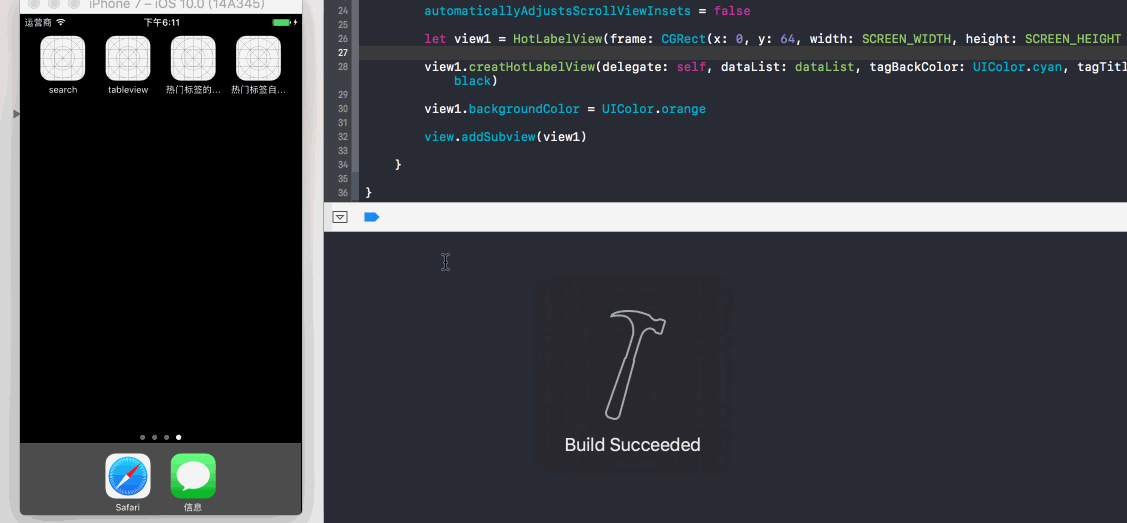 iPhone 7 – iOS 10.0 (14A345)
运营商 下午6:11
search tableview 热门标签的... 热门标签自...
Safari 信息
24 automaticallyAdjustsScrollViewInsets = false
25
26 let view1 = HotLabelView(frame: CGRect(x: 0, y: 64, width: SCREEN_WIDTH, height: SCREEN_HEIGHT
27
28 view1.creatHotLabelView(delegate: self, dataList: dataList, tagBackColor: UIColor.cyan, tagTitl
black)
29
30 view1.backgroundColor = UIColor.orange
31
32 view.addSubview(view1)
33
34 }
35
36 }
Build Succeeded